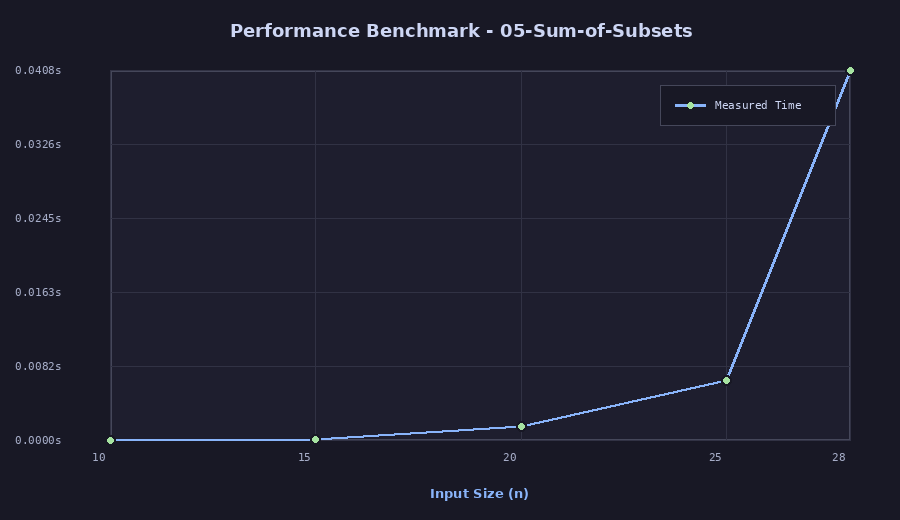 Performance Benchmark - 05-Sum-of-Subsets
0.0408s
Measured Time
0.0326s
0.0245s
0.0163s
0.0082s
0.0000s
10 15 20 25 28
Input Size (n)